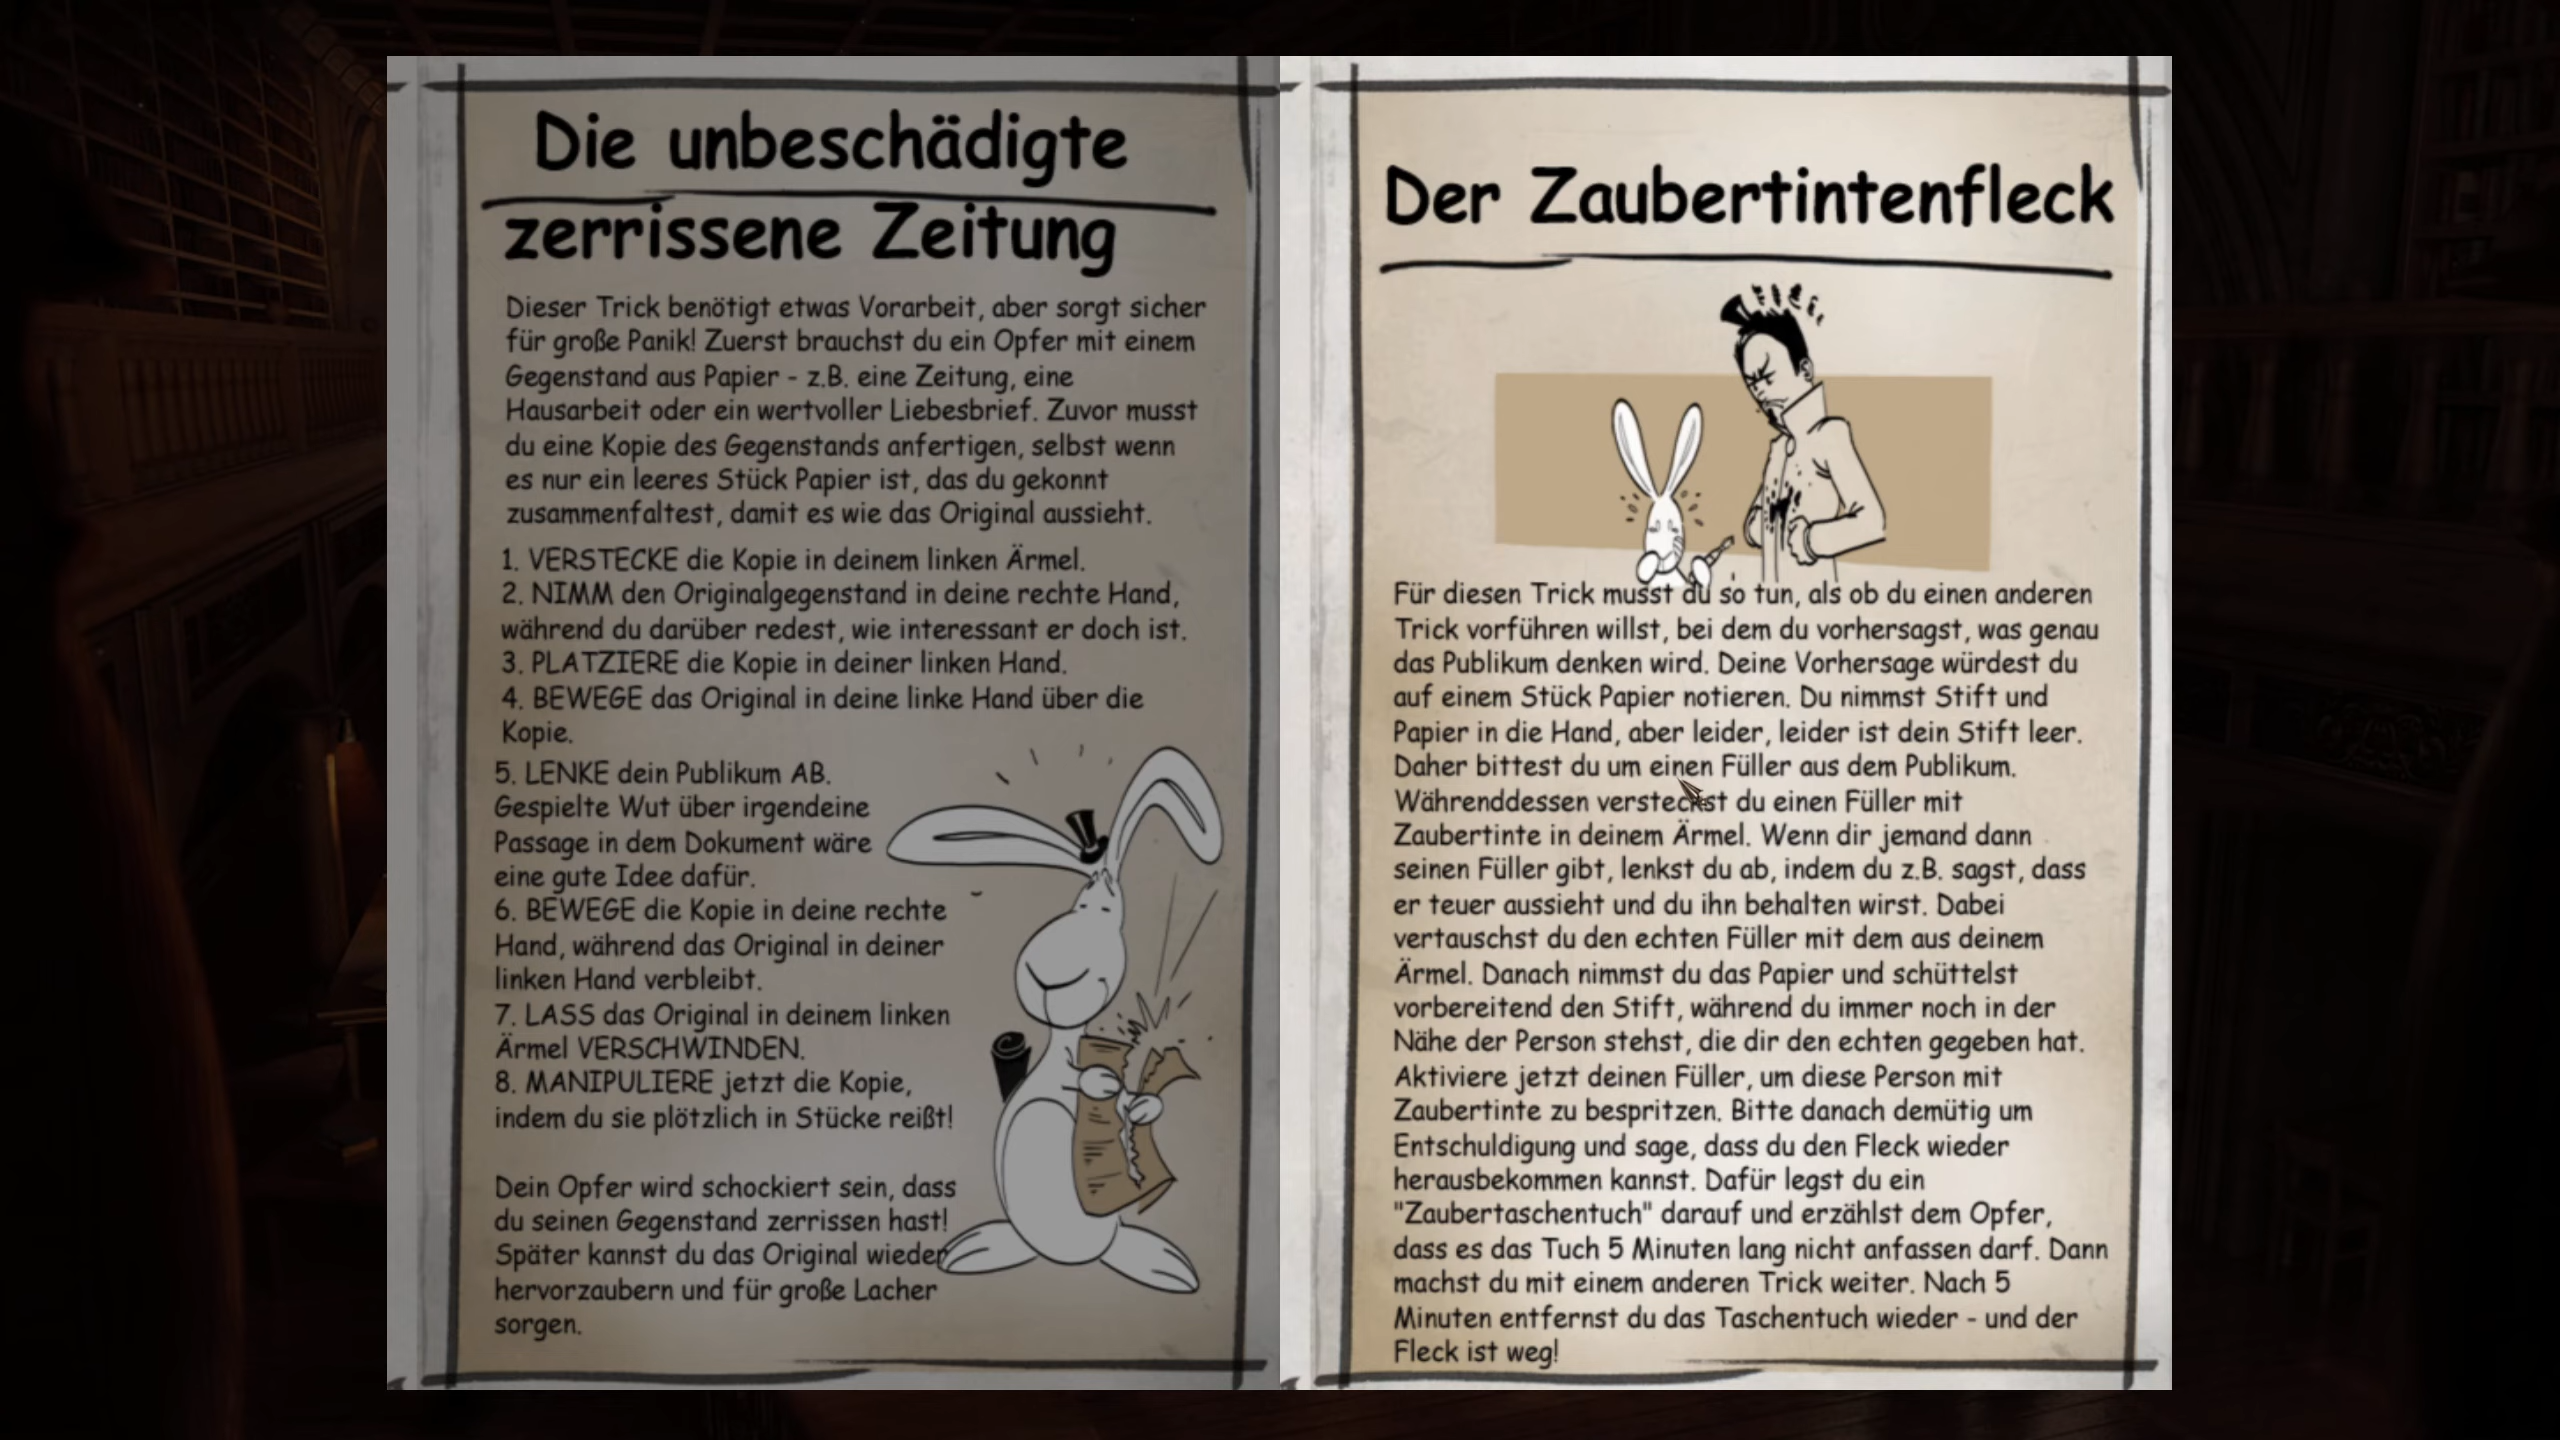 Die unbeschädigte
zerrissene Zeitung
Dieser Trick benötigt etwas Vorarbeit, aber sorgt sicher
für große Panik! Zuerst brauchst du ein Opfer mit einem
Gegenstand aus Papier - z.B. eine Zeitung, eine
Hausarbeit oder ein wertvoller Liebesbrief. Zuvor musst
du eine Kopie des Gegenstands anfertigen, selbst wenn
es nur ein leeres Stück Papier ist, das du gekonnt
zusammenfaltest, damit es wie das Original aussieht.
1. VERSTECKE die Kopie in deinem linken Ärmel.
2. NIMM den Originalgegenstand in deine rechte Hand,
während du darüber redest, wie interessant er doch ist.
3. PLATZIERE die Kopie in deiner linken Hand.
4. BEWEGE das Original in deine linke Hand über die
Kopie.
5. LENKE dein Publikum AB.
Gespielte Wut über irgendeine
Passage in dem Dokument wäre
eine gute Idee dafür.
6. BEWEGE die Kopie in deine rechte
Hand, während das Original in deiner
linken Hand verbleibt.
7. LASS das Original in deinem linken
Ärmel VERSCHWINDEN.
8. MANIPULIERE jetzt die Kopie,
indem du sie plötzlich in Stücke reißt!
Dein Opfer wird schockiert sein, dass
du seinen Gegenstand zerrissen hast!
Später kannst du das Original wieder
hervorzaubern und für große Lacher
sorgen.
Der Zaubertintenfleck
Für diesen Trick musst du so tun, als ob du einen anderen
Trick vorführen willst, bei dem du vorhersagst, was genau
das Publikum denken wird. Deine Vorhersage würdest du
auf einem Stück Papier notieren. Du nimmst Stift und
Papier in die Hand, aber leider, leider ist dein Stift leer.
Daher bittest du um einen Füller aus dem Publikum.
Währenddessen versteckst du einen Füller mit
Zaubertinte in deinem Ärmel. Wenn dir jemand dann
seinen Füller gibt, lenkst du ab, indem du z.B. sagst, dass
er teuer aussieht und du ihn behalten wirst. Dabei
vertauschst du den echten Füller mit dem aus deinem
Ärmel. Danach nimmst du das Papier und schüttelst
vorbereitend den Stift, während du immer noch in der
Nähe der Person stehst, die dir den echten gegeben hat.
Aktiviere jetzt deinen Füller, um diese Person mit
Zaubertinte zu bespritzen. Bitte danach demütig um
Entschuldigung und sage, dass du den Fleck wieder
herausbekommen kannst. Dafür legst du ein
"Zaubertaschentuch" darauf und erzählst dem Opfer,
dass es das Tuch 5 Minuten lang nicht anfassen darf. Dann
machst du mit einem anderen Trick weiter. Nach 5
Minuten entfernst du das Taschentuch wieder - und der
Fleck ist weg!